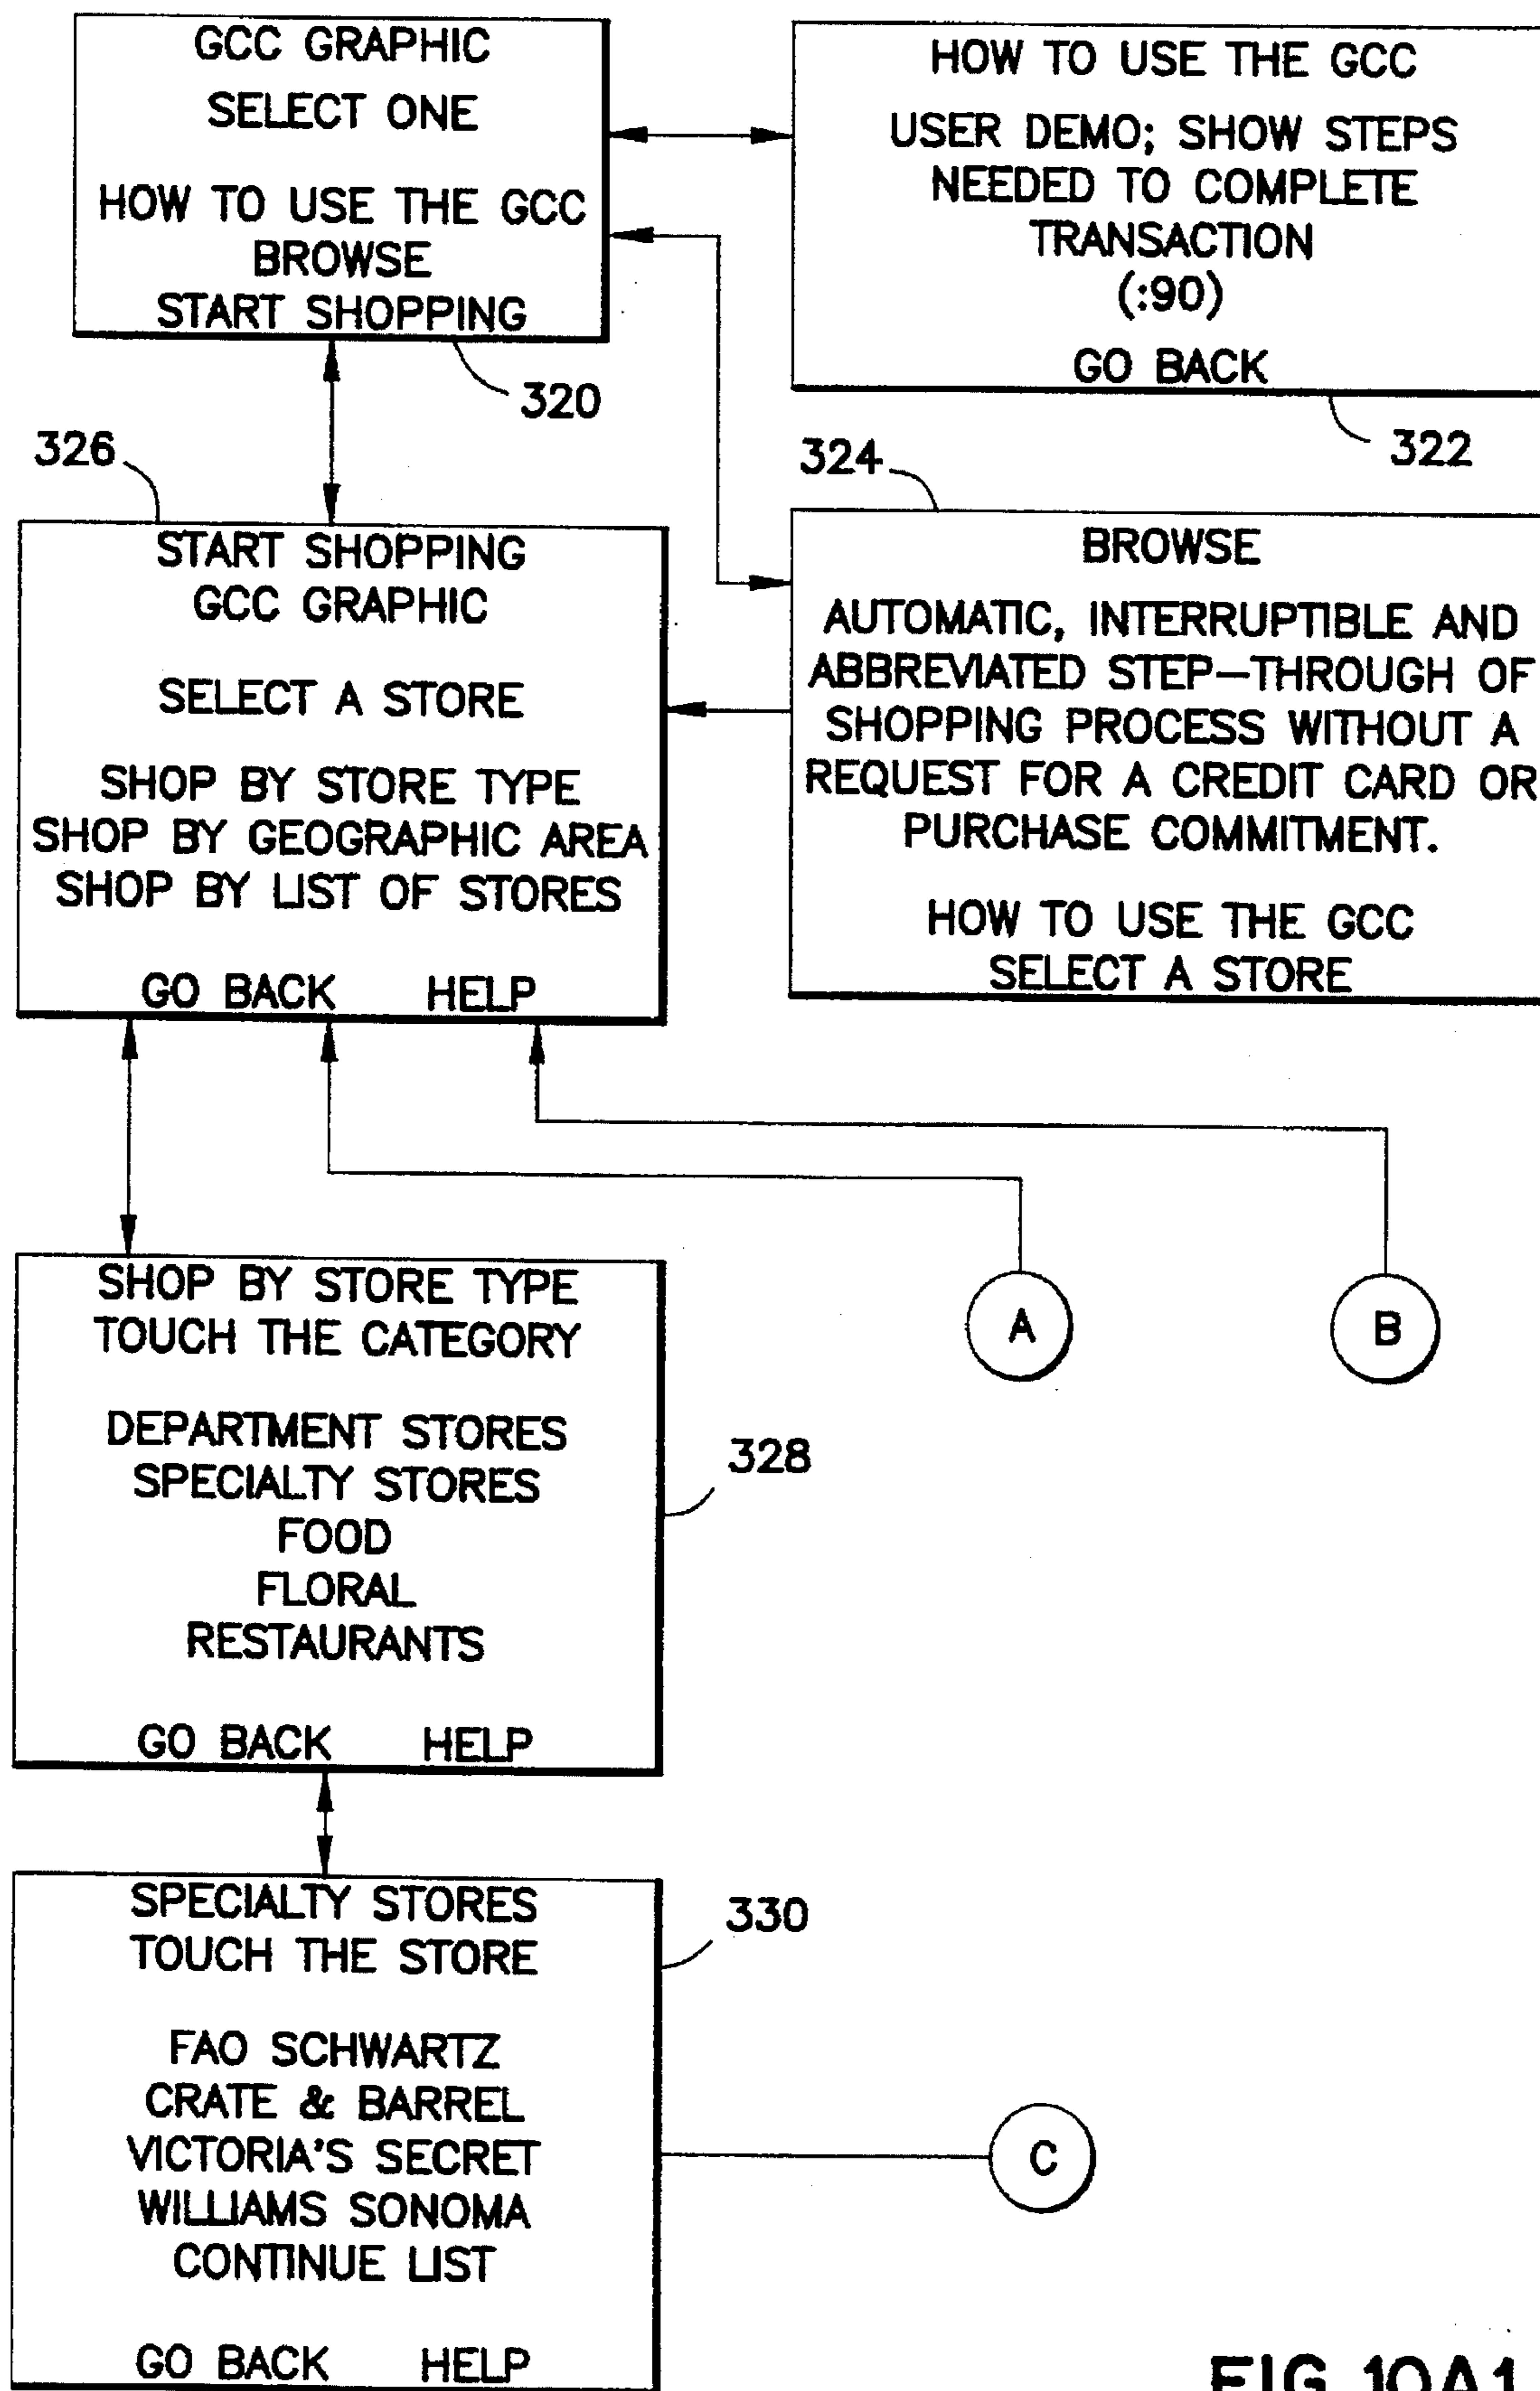 GCC GRAPHIC
SELECT ONE
HOW TO USE THE GCC
BROWSE
START SHOPPING
320
HOW TO USE THE GCC
USER DEMO; SHOW STEPS
NEEDED TO COMPLETE
TRANSACTION
(:90)
GO BACK
322
326
START SHOPPING
GCC GRAPHIC
SELECT A STORE
SHOP BY STORE TYPE
SHOP BY GEOGRAPHIC AREA
SHOP BY LIST OF STORES
GO BACK HELP
324
BROWSE
AUTOMATIC, INTERRUPTIBLE AND
ABBREVIATED STEP-THROUGH OF
SHOPPING PROCESS WITHOUT A
REQUEST FOR A CREDIT CARD OR
PURCHASE COMMITMENT.
HOW TO USE THE GCC
SELECT A STORE
A
B
SHOP BY STORE TYPE
TOUCH THE CATEGORY
DEPARTMENT STORES
SPECIALTY STORES
FOOD
FLORAL
RESTAURANTS
GO BACK HELP
328
SPECIALTY STORES
TOUCH THE STORE
FAO SCHWARTZ
CRATE & BARREL
VICTORIA'S SECRET
WILLIAMS SONOMA
CONTINUE LIST
GO BACK HELP
330
C
FIG. 10A1